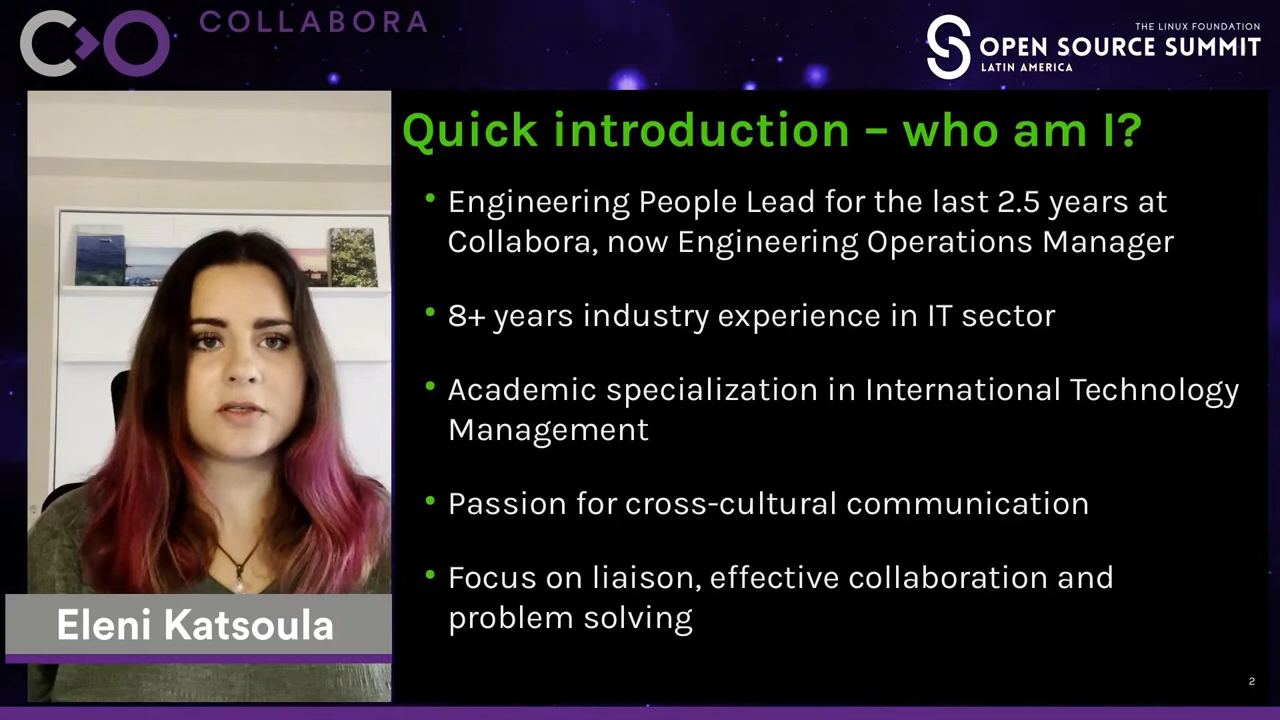 COLLABORA
THE LINUX FOUNDATION
OPEN SOURCE SUMMIT
LATIN AMERICA
Quick introduction – who am I?
• Engineering People Lead for the last 2.5 years at
Collabora, now Engineering Operations Manager
• 8+ years industry experience in IT sector
• Academic specialization in International Technology
Management
• Passion for cross-cultural communication
• Focus on liaison, effective collaboration and
problem solving
Eleni Katsoula
2